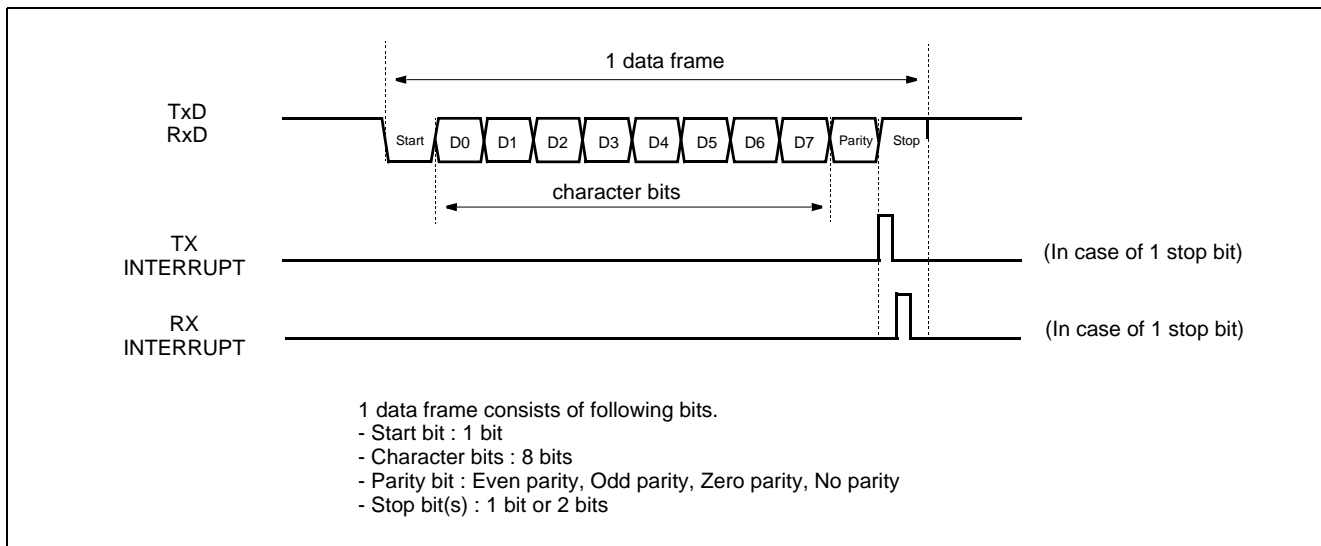 1 data frame
TxD
RxD
Start D0 D1 D2 D3 D4 D5 D6 D7 Parity Stop
character bits
TX
INTERRUPT
(In case of 1 stop bit)
RX
INTERRUPT
(In case of 1 stop bit)
1 data frame consists of following bits.
- Start bit : 1 bit
- Character bits : 8 bits
- Parity bit : Even parity, Odd parity, Zero parity, No parity
- Stop bit(s) : 1 bit or 2 bits